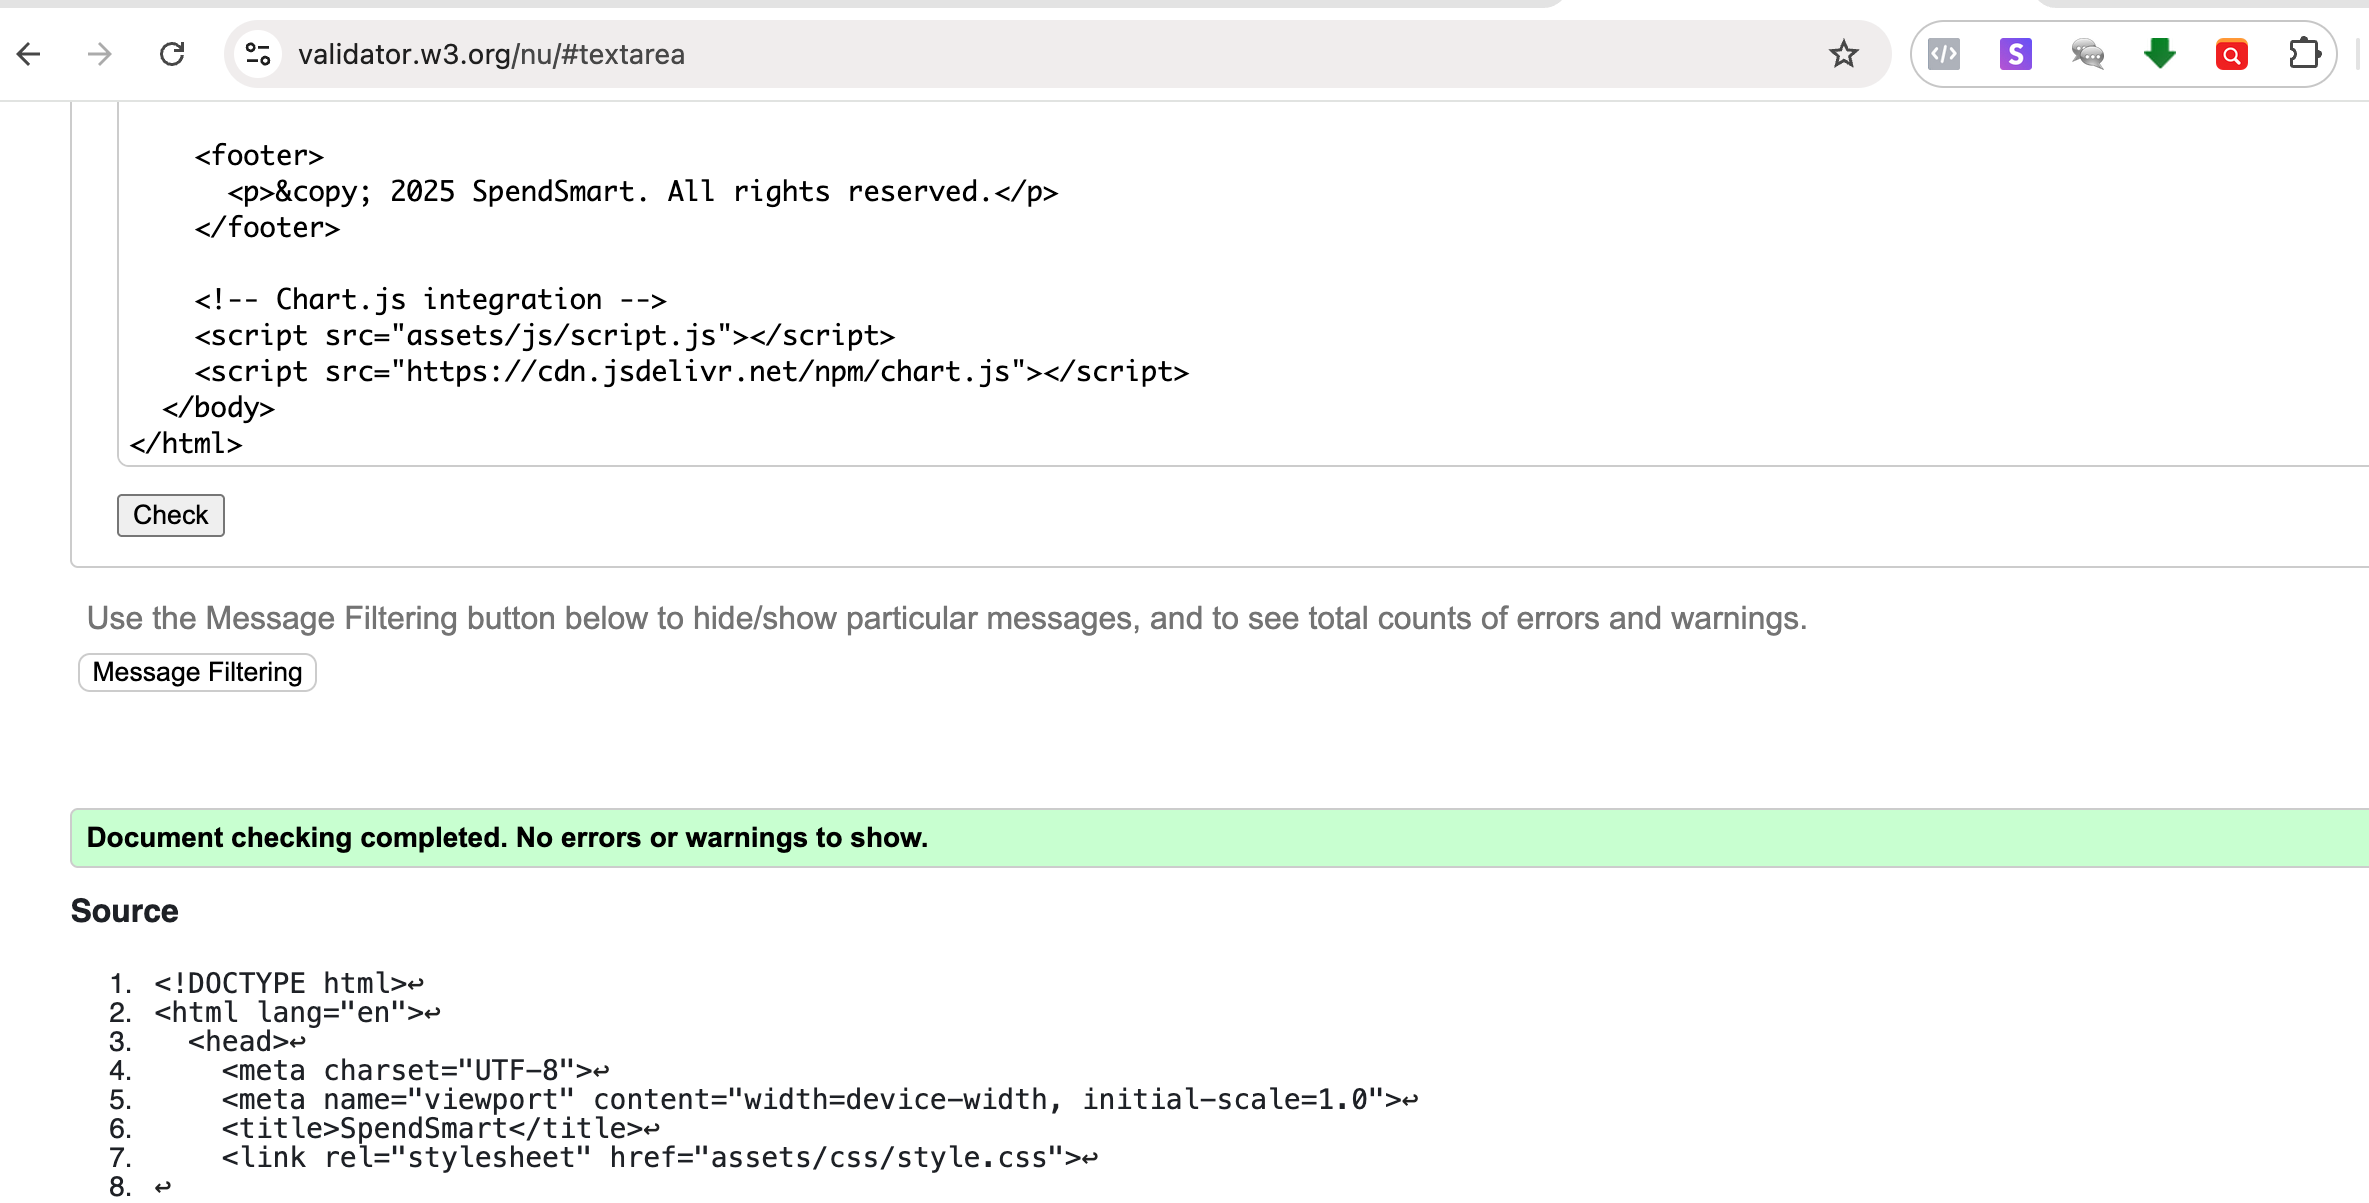 validator.w3.org/nu/#textarea
<footer>
<p>&copy; 2025 SpendSmart. All rights reserved.</p>
</footer>
<!-- Chart.js integration -->
<script src="assets/js/script.js"></script>
<script src="https://cdn.jsdelivr.net/npm/chart.js"></script>
</body>
</html>
Check
Use the Message Filtering button below to hide/show particular messages, and to see total counts of errors and warnings.
Message Filtering
Document checking completed. No errors or warnings to show.
Source
1. <!DOCTYPE html>↩
2. <html lang="en">↩
3. <head>↩
4. <meta charset="UTF-8">↩
5. <meta name="viewport" content="width=device-width, initial-scale=1.0">↩
6. <title>SpendSmart</title>↩
7. <link rel="stylesheet" href="assets/css/style.css">↩
8. ↩